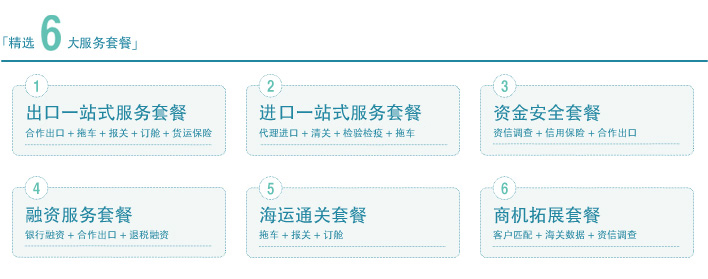 「精选6大服务套餐」
1
出口一站式服务套餐
合作出口 + 拖车 + 报关 + 订舱 + 货运保险
2
进口一站式服务套餐
代理进口 + 清关 + 检验检疫 + 拖车
3
资金安全套餐
资信调查 + 信用保险 + 合作出口
4
融资服务套餐
银行融资 + 合作出口 + 退税融资
5
海运通关套餐
拖车 + 报关 + 订舱
6
商机拓展套餐
客户匹配 + 海关数据 + 资信调查